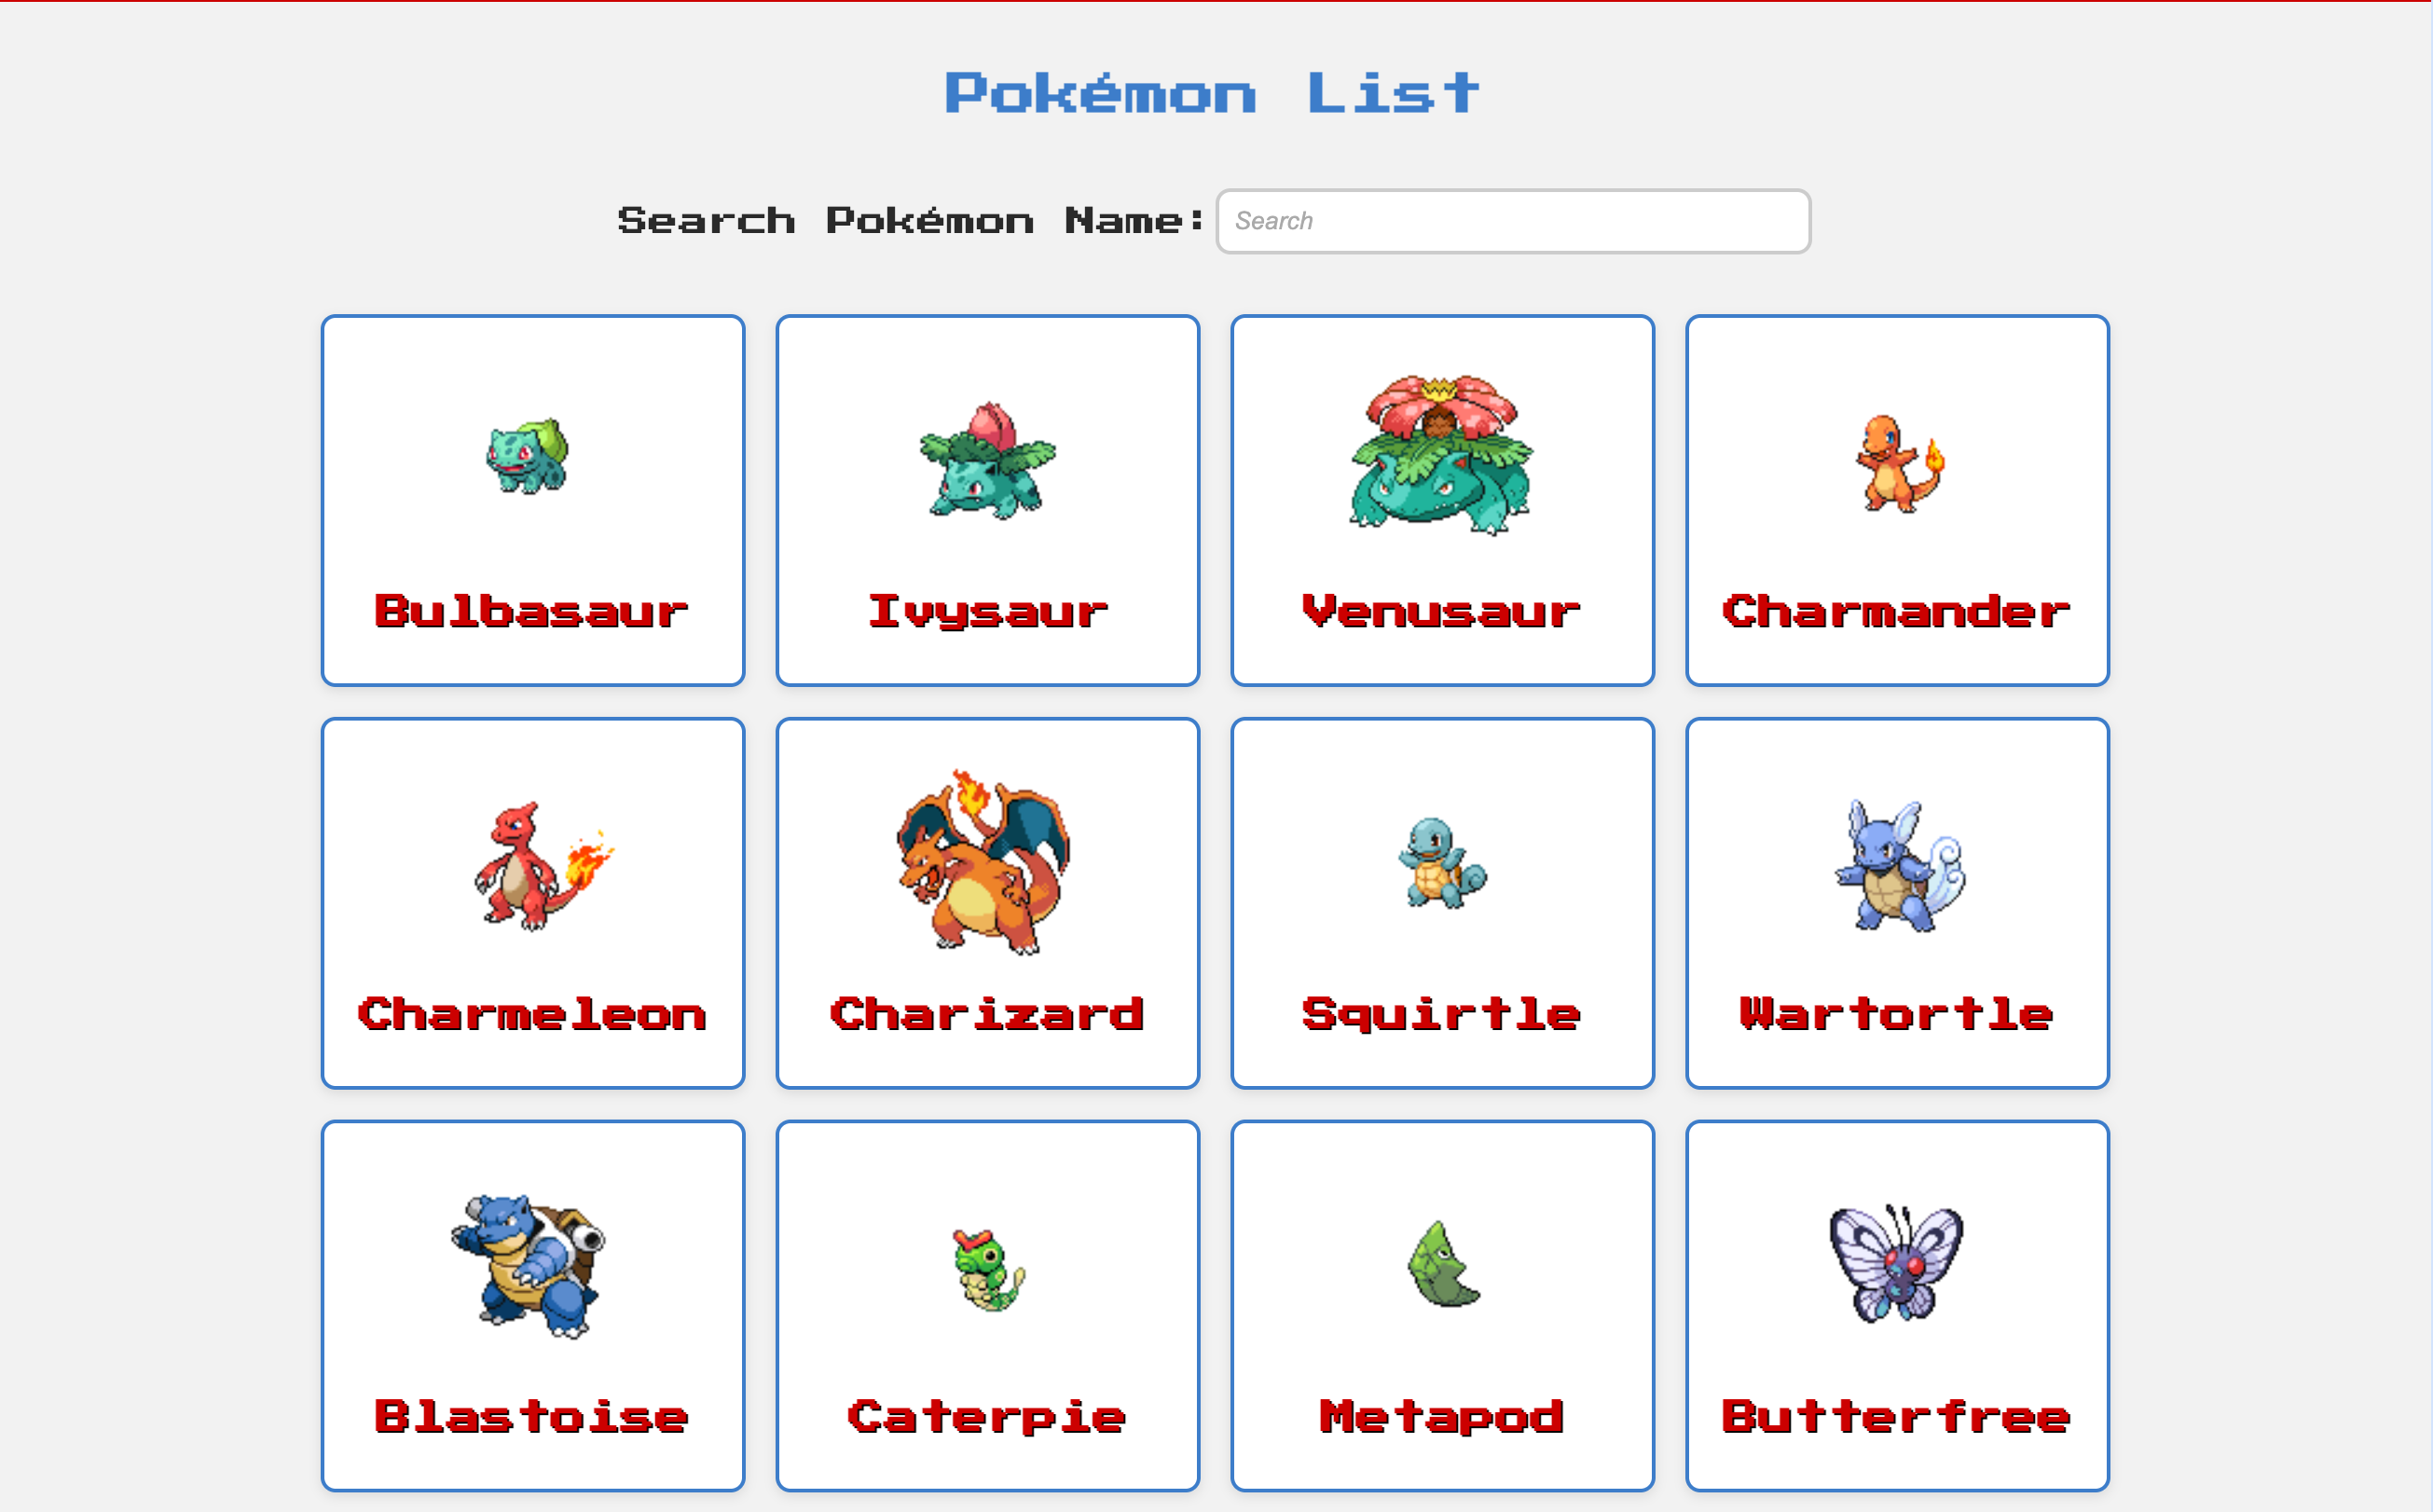 Pokémon List
Search Pokémon Name: Search
Bulbasaur Ivysaur Venusaur Charmander
Charmeleon Charizard Squirtle Wartortle
Blastoise Caterpie Metapod Butterfree